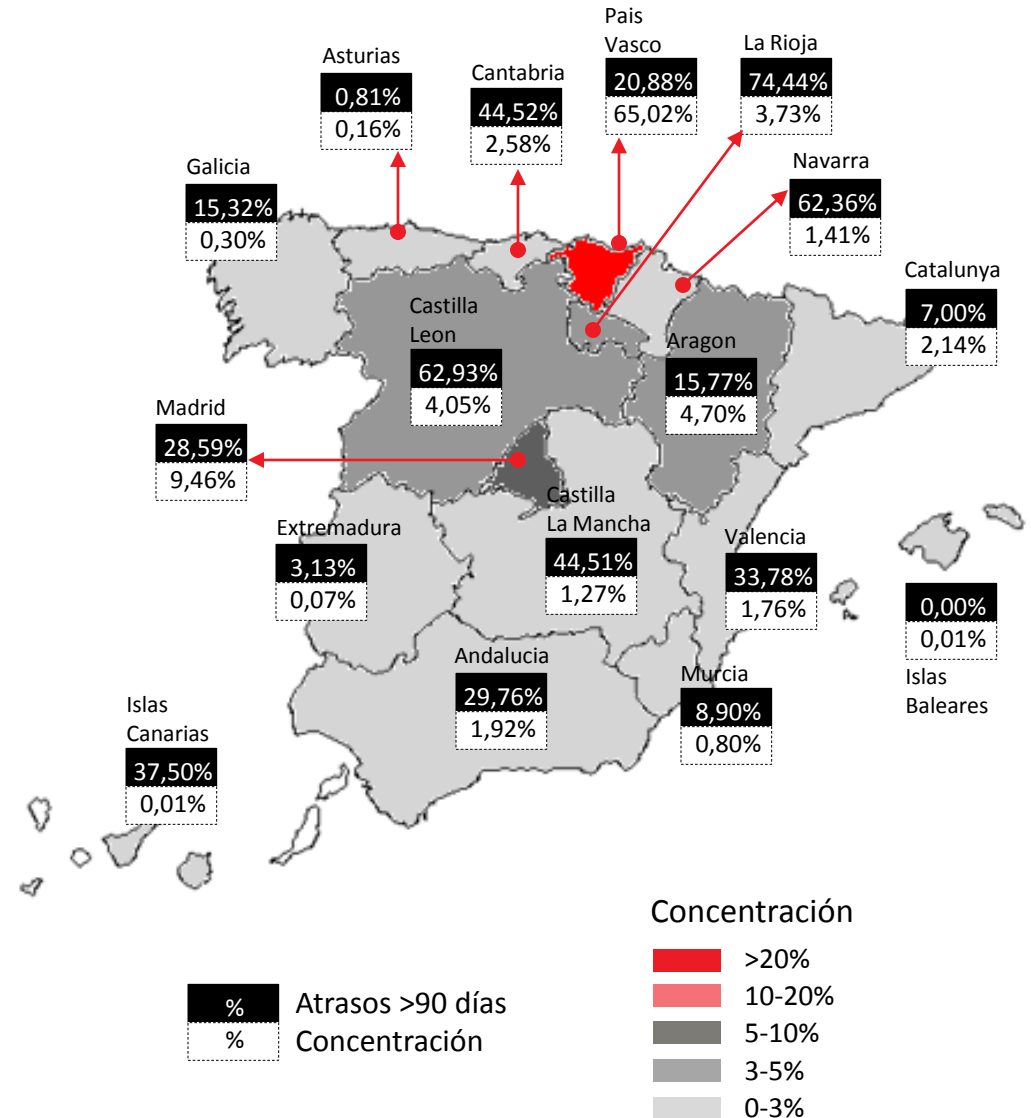 Pais
Vasco
20,88%
65,02%
La Rioja
74,44%
3,73%
Asturias
0,81%
0,16%
Cantabria
44,52%
2,58%
Navarra
62,36%
1,41%
Galicia
15,32%
0,30%
Catalunya
7,00%
2,14%
Castilla
Leon
62,93%
4,05%
Aragon
15,77%
4,70%
Madrid
28,59%
9,46%
Castilla
La Mancha
44,51%
1,27%
Extremadura
3,13%
0,07%
Valencia
33,78%
1,76%
0,00%
0,01%
Islas
Baleares
Andalucia
29,76%
1,92%
Murcia
8,90%
0,80%
Islas
Canarias
37,50%
0,01%
Concentración
>20%
10-20%
5-10%
3-5%
0-3%
% Atrasos >90 días
% Concentración